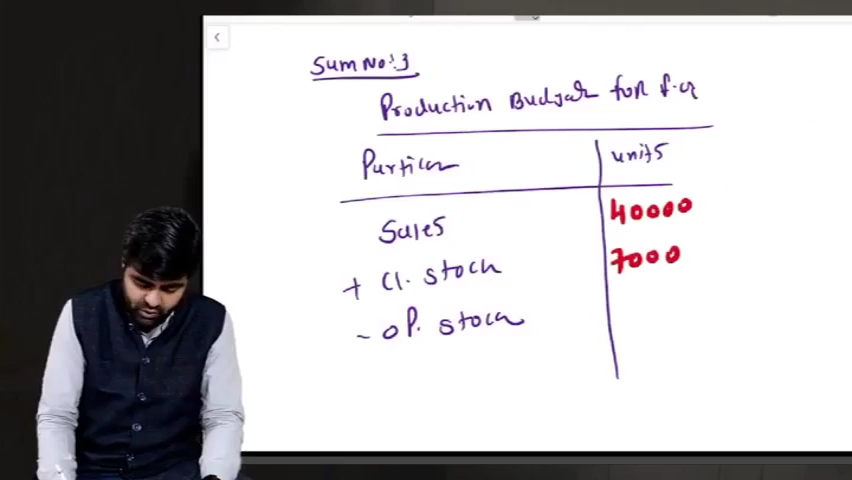 Sum No: 3
Production Budget for f.g
Particular units
Sales 40000
+ Cl. stock 7000
- OP. stock